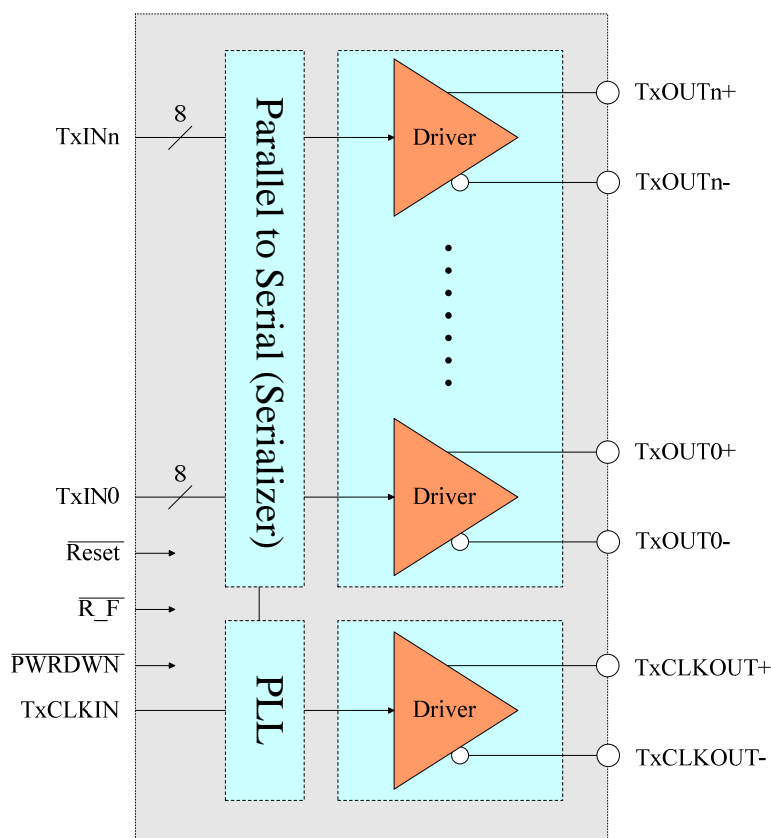 TxINn
8
Parallel to Serial (Serializer)
Driver
TxOUTn+
TxOUTn-
TxIN0
8
Driver
TxOUT0+
TxOUT0-
Reset
R_F
PWRDWN
TxCLKIN
PLL
Driver
TxCLKOUT+
TxCLKOUT-